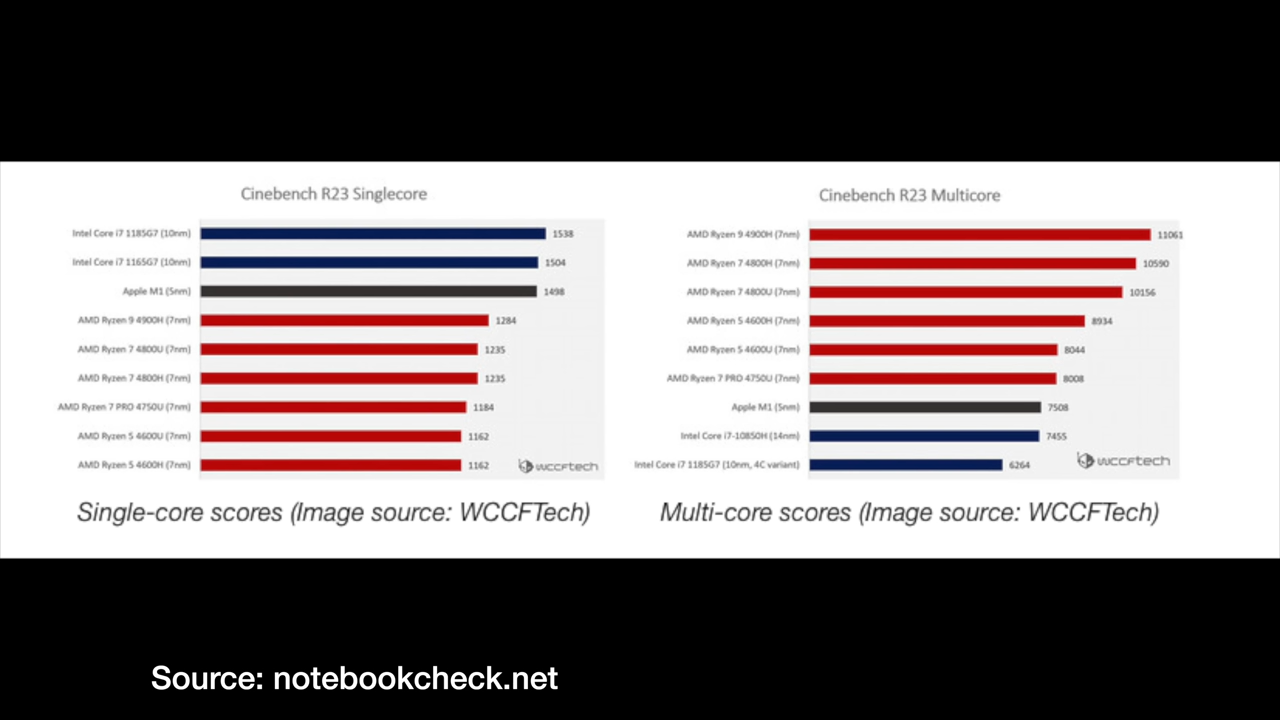 Cinebench R23 Singlecore
Intel Core i7 1185G7 (10nm) 1538
Intel Core i7 1165G7 (10nm) 1504
Apple M1 (5nm) 1498
AMD Ryzen 9 4900H (7nm) 1284
AMD Ryzen 7 4800U (7nm) 1235
AMD Ryzen 7 4800H (7nm) 1235
AMD Ryzen 7 PRO 4750U (7nm) 1184
AMD Ryzen 5 4600U (7nm) 1162
AMD Ryzen 5 4600H (7nm) 1162
wccftech
Single-core scores (Image source: WCCFTech)
Cinebench R23 Multicore
AMD Ryzen 9 4900H (7nm) 11061
AMD Ryzen 7 4800H (7nm) 10590
AMD Ryzen 7 4800U (7nm) 10156
AMD Ryzen 5 4600H (7nm) 8934
AMD Ryzen 5 4600U (7nm) 8044
AMD Ryzen 7 PRO 4750U (7nm) 8008
Apple M1 (5nm) 7508
Intel Core i7-10850H (14nm) 7455
Intel Core i7 1185G7 (10nm, 4C variant) 6264
wccftech
Multi-core scores (Image source: WCCFTech)
Source: notebookcheck.net